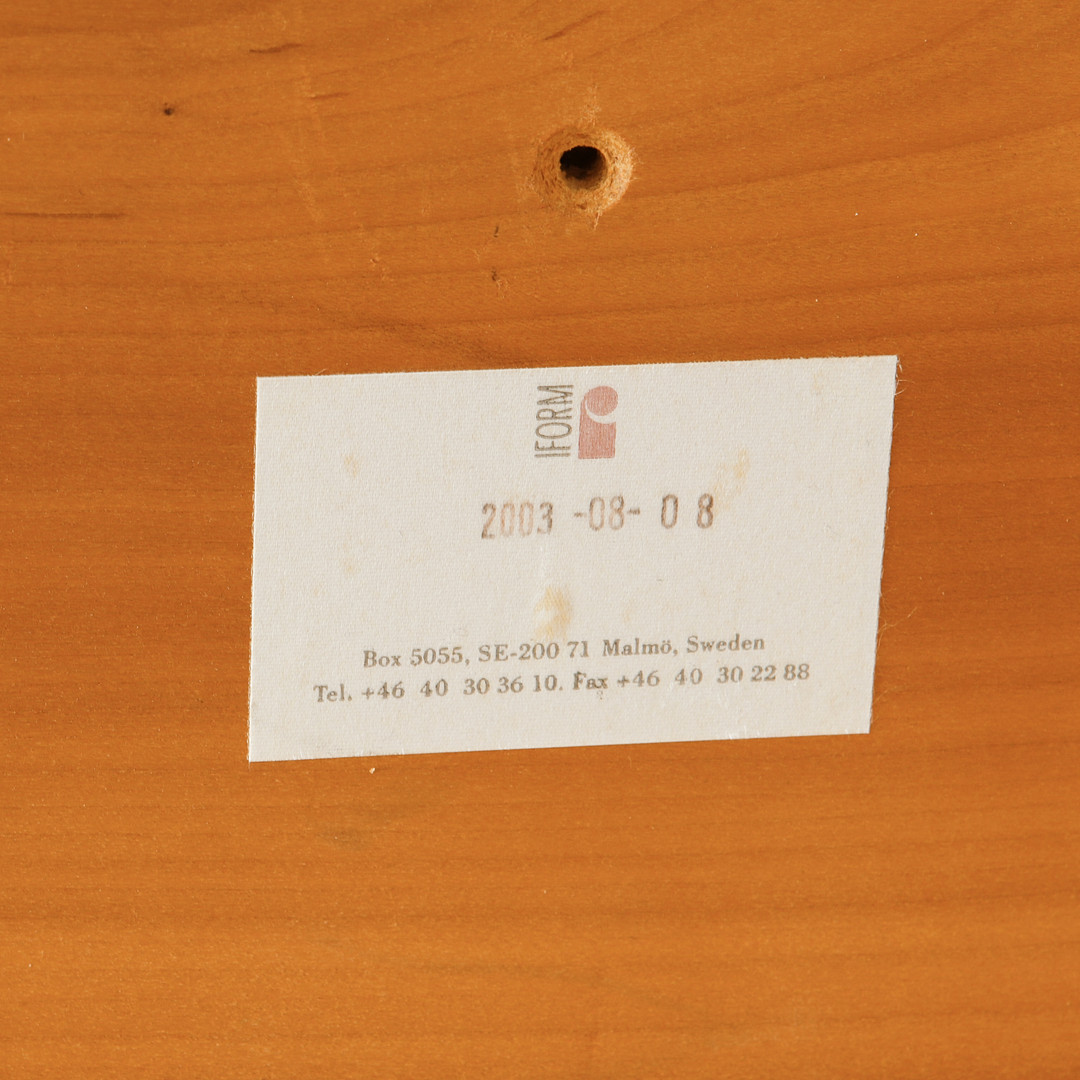 IFORM
2003 -08- 0 8
Box 5055, SE-200 71 Malmö, Sweden
Tel. +46 40 30 36 10. Fax +46 40 30 22 88